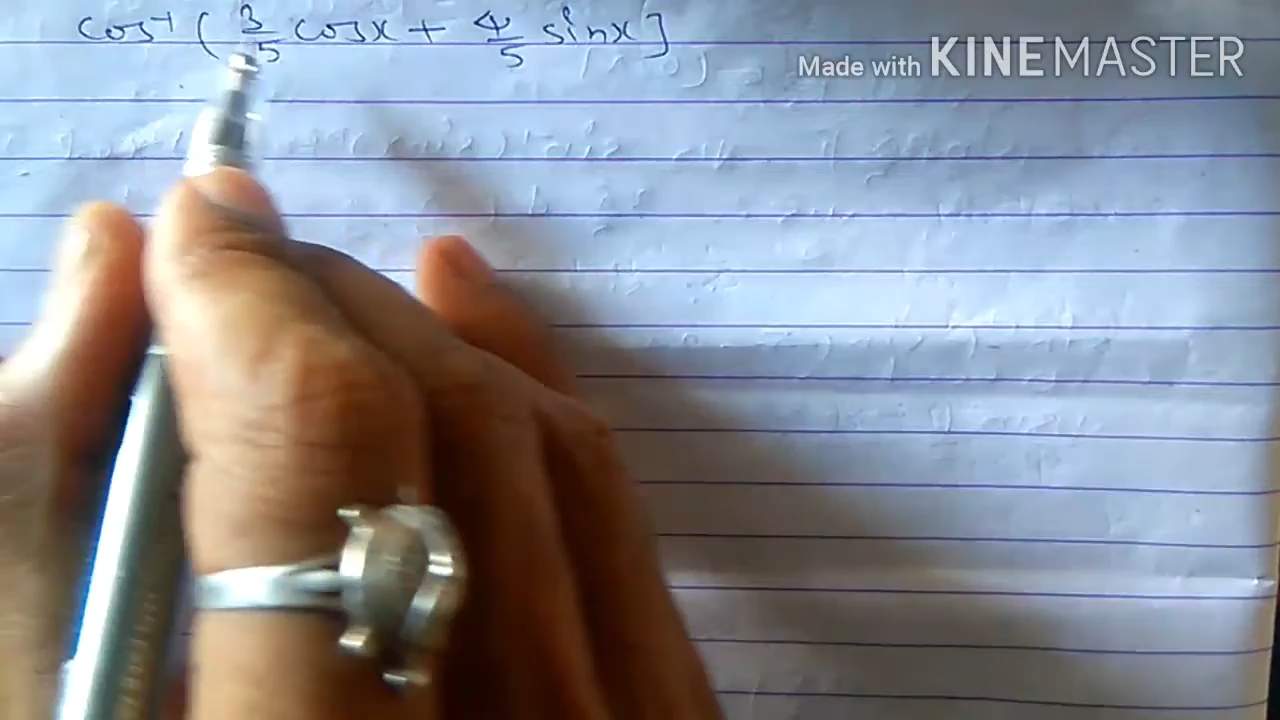 cos⁻¹ ( 3/5 cosx + 4/5 sinx ]
Made with KINEMASTER